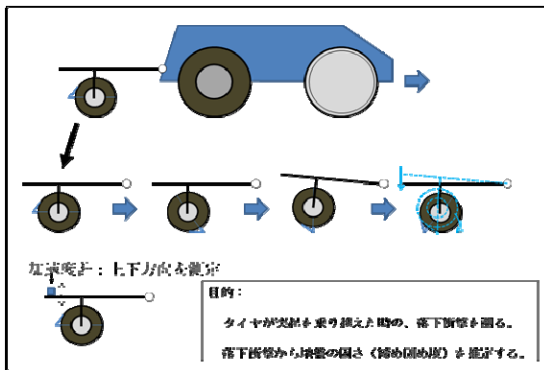 加速度計：上下方向を測定
目的：
タイヤが突起を乗り越えた時の、落下衝撃を測る。
落下衝撃から地盤の固さ（締め固め度）を推定する。